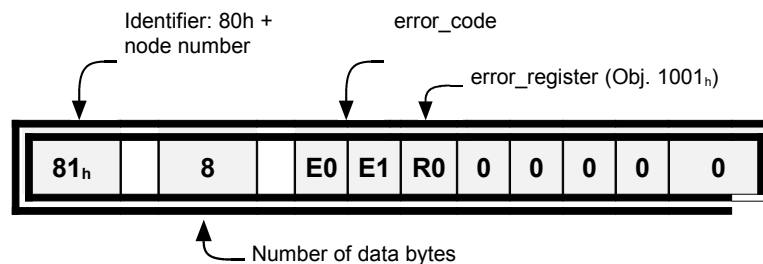 Identifier: 80h +
node number
error_code
error_register (Obj. 1001h)
81h 8 E0 E1 R0 0 0 0 0 0
Number of data bytes